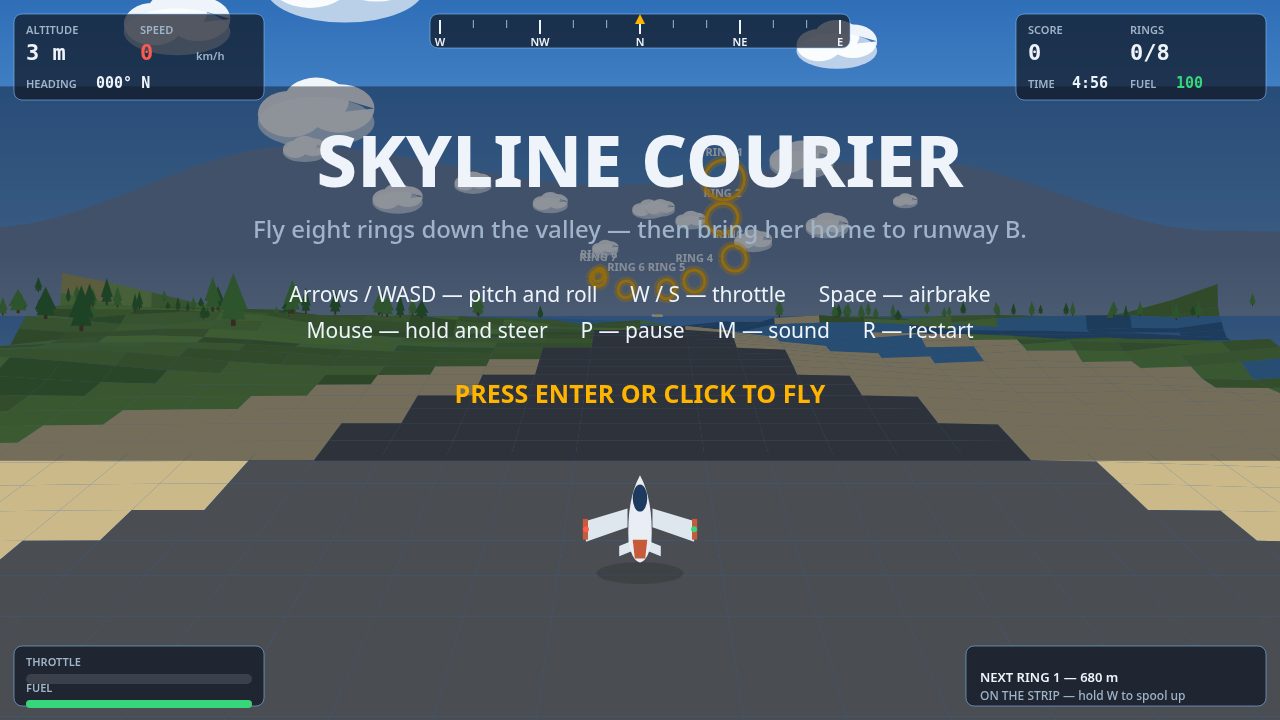 ALTITUDE SPEED
3 m 0 km/h
HEADING 000° N
W NW N NE E
SCORE RINGS
0 0/8
TIME 4:56 FUEL 100
SKYLINE COURIER
RING 2
Fly eight rings down the valley — then bring her home to runway B.
RING 4
RING 6 RING 5
Arrows / WASD — pitch and roll W / S — throttle Space — airbrake
Mouse — hold and steer P — pause M — sound R — restart
PRESS ENTER OR CLICK TO FLY
THROTTLE
FUEL
NEXT RING 1 — 680 m
ON THE STRIP — hold W to spool up